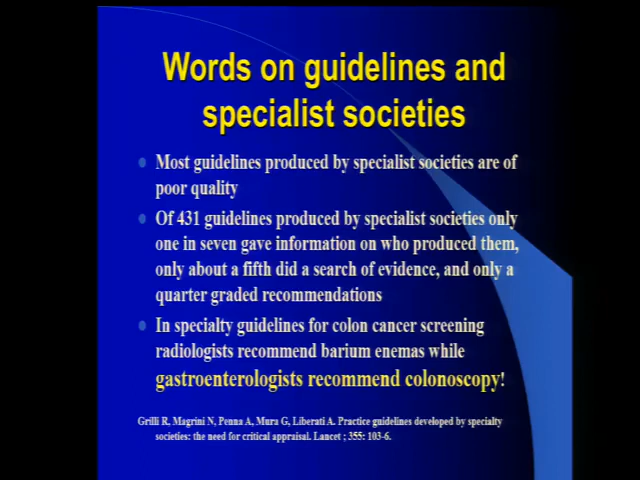 Words on guidelines and
specialist societies
Most guidelines produced by specialist societies are of
poor quality
Of 431 guidelines produced by specialist societies only
one in seven gave information on who produced them,
only about a fifth did a search of evidence, and only a
quarter graded recommendations
In specialty guidelines for colon cancer screening
radiologists recommend barium enemas while
gastroenterologists recommend colonoscopy!
Grilli R, Magrini N, Penna A, Mura G, Liberati A. Practice guidelines developed by specialty
societies: the need for critical appraisal. Lancet ; 355: 103-6.